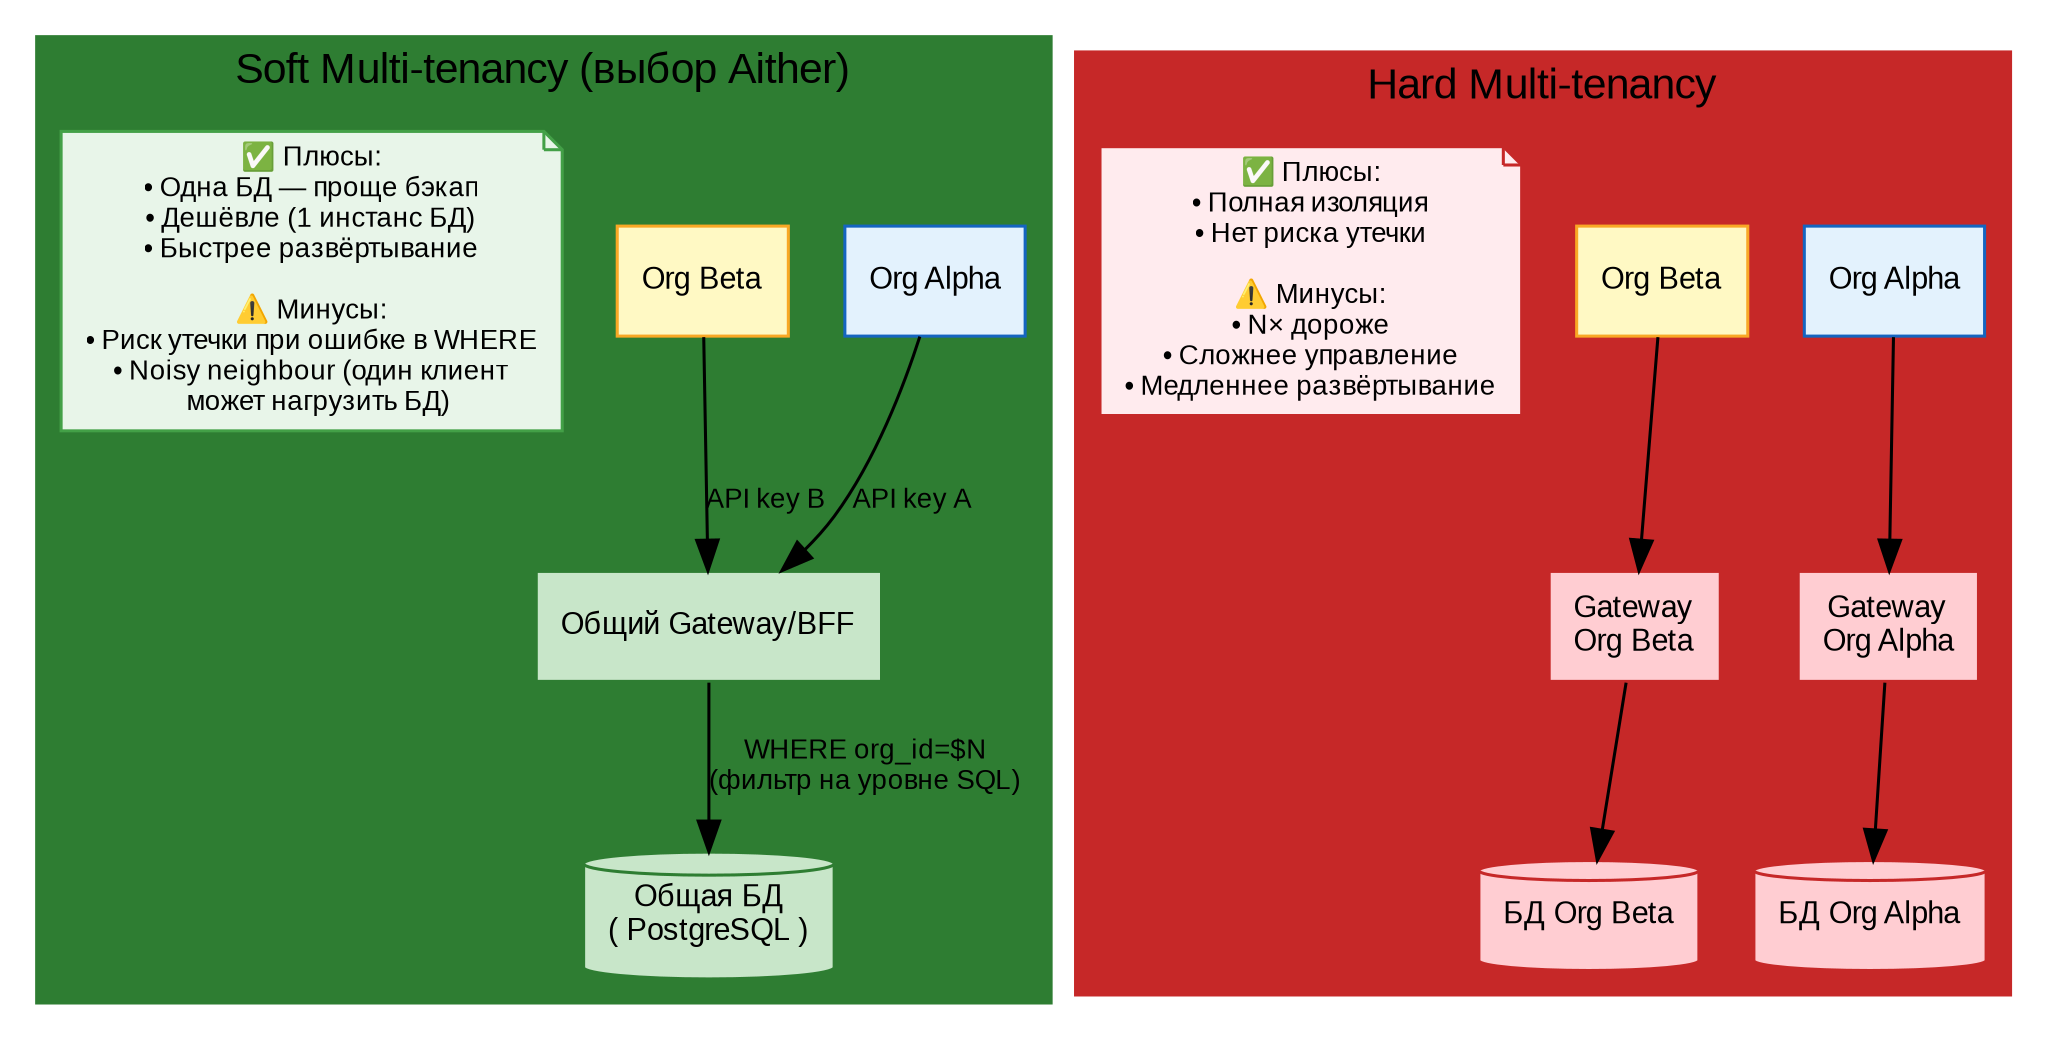 Soft Multi-tenancy (выбор Aither)
✅ Плюсы:
• Одна БД — проще бэкап
• Дешёвле (1 инстанс БД)
• Быстрее развёртывание
⚠️ Минусы:
• Риск утечки при ошибке в WHERE
• Noisy neighbour (один клиент
может нагрузить БД)
Org Beta
Org Alpha
API key B
API key A
Общий Gateway/BFF
WHERE org_id=$N
(фильтр на уровне SQL)
Общая БД
( PostgreSQL )
Hard Multi-tenancy
✅ Плюсы:
• Полная изоляция
• Нет риска утечки
⚠️ Минусы:
• N× дороже
• Сложнее управление
• Медленнее развёртывание
Org Beta
Org Alpha
Gateway
Org Beta
Gateway
Org Alpha
БД Org Beta
БД Org Alpha